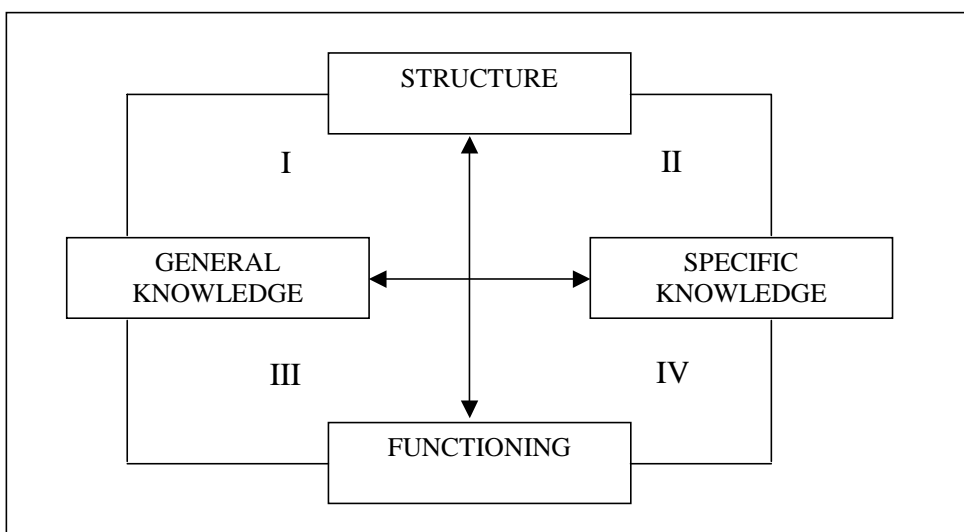 STRUCTURE
I
II
GENERAL
KNOWLEDGE
SPECIFIC
KNOWLEDGE
III
IV
FUNCTIONING